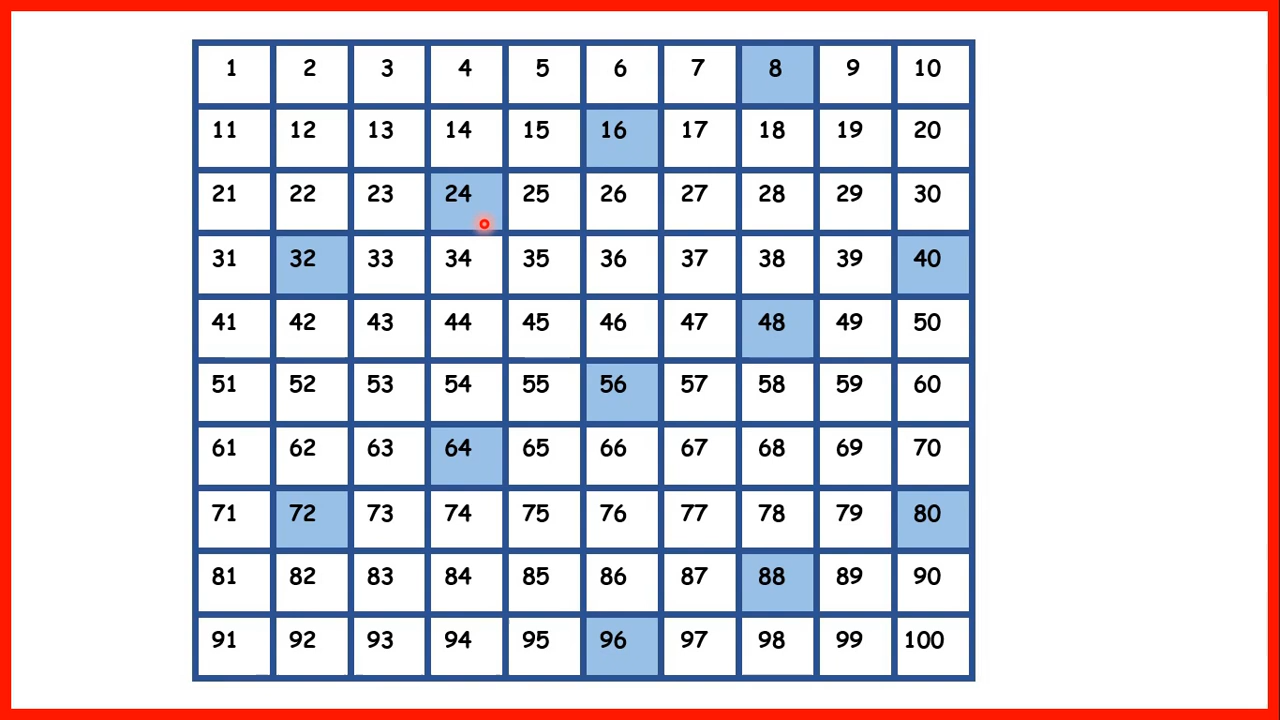 1 2 3 4 5 6 7 8 9 10
11 12 13 14 15 16 17 18 19 20
21 22 23 24 25 26 27 28 29 30
31 32 33 34 35 36 37 38 39 40
41 42 43 44 45 46 47 48 49 50
51 52 53 54 55 56 57 58 59 60
61 62 63 64 65 66 67 68 69 70
71 72 73 74 75 76 77 78 79 80
81 82 83 84 85 86 87 88 89 90
91 92 93 94 95 96 97 98 99 100